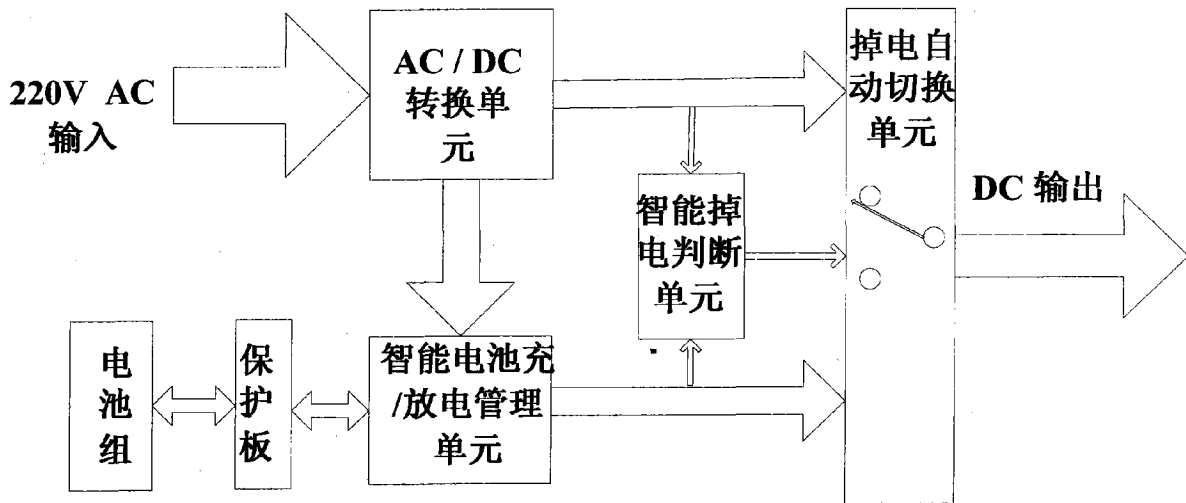 220V AC
输入
AC / DC
转换单
元
掉电自
动切换
单元
智能掉
电判断
单元
DC 输出
电
池
组
保
护
板
智能电池充
/放电管理
单元